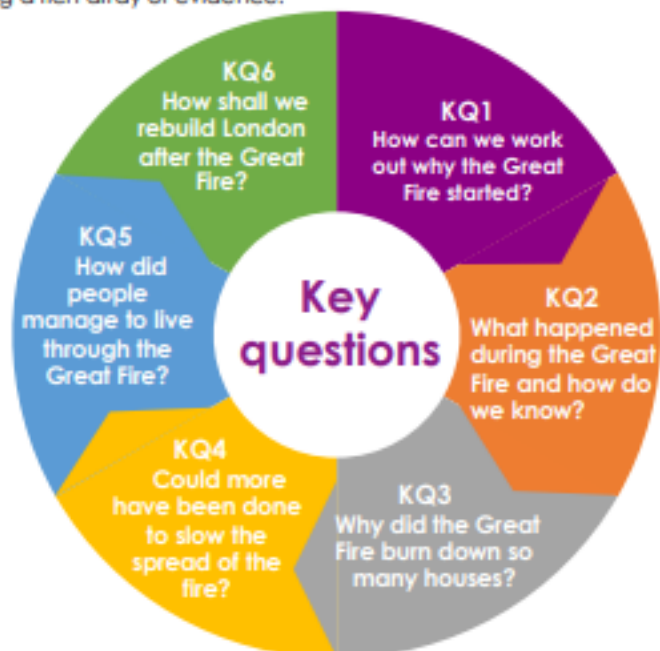 Key
questions
KQ1
How can we work
out why the Great
Fire started?
KQ2
What happened
during the Great
Fire and how do
we know?
KQ3
Why did the Great
Fire burn down so
many houses?
KQ4
Could more
have been done
to slow the
spread of the
fire?
KQ5
How did
people
manage to live
through the
Great Fire?
KQ6
How shall we
rebuild London
after the Great
Fire?